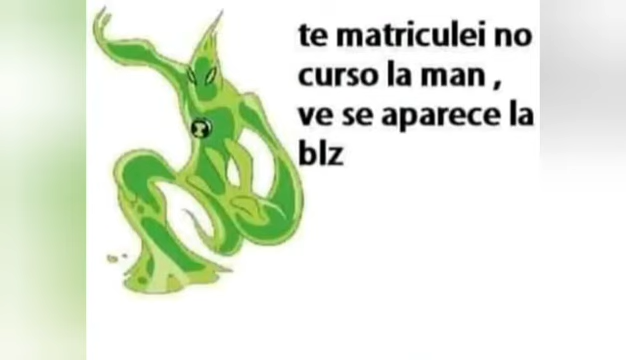 te matriculei no
curso la man ,
ve se aparece la
blz